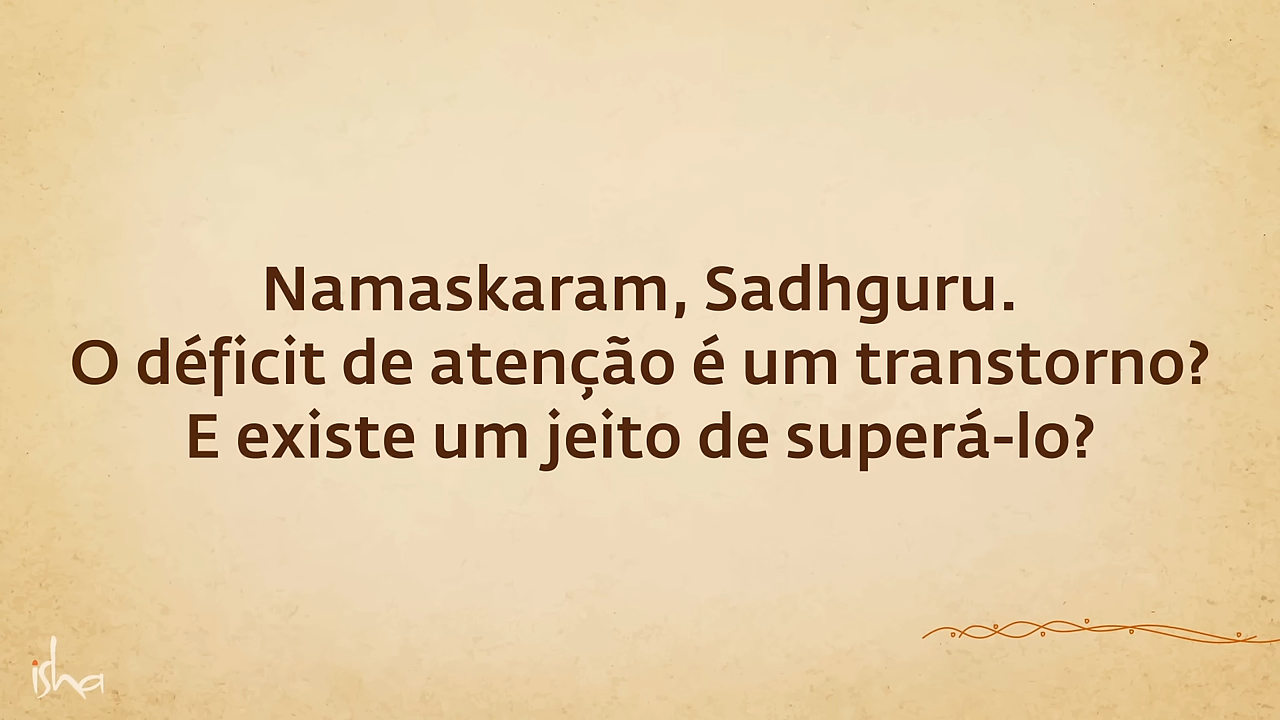 Namaskaram, Sadhguru.
O déficit de atenção é um transtorno?
E existe um jeito de superá-lo?
isha